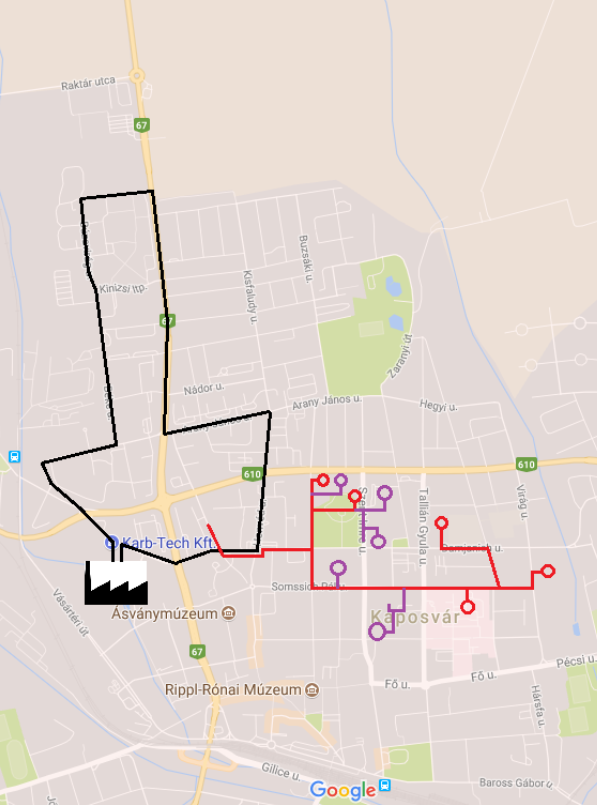 Raktár utca
67
Buzsáki u.
Kisfaludy u.
Kinizsi ltp.
67
Zaranyi út
Nádor u.
Arany János u.
Hegyi u.
610
610
Virág u.
Tallián Gyula u.
Karb-Tech Kft.
Somssich Pál u.
Vásártéri út
Ásványmúzeum
Kaposvár
67
Pécsi u.
Fő u.
Fő u.
Rippl-Rónai Múzeum
Hársfa u.
Gilice u.
Baross Gábor u.
Google